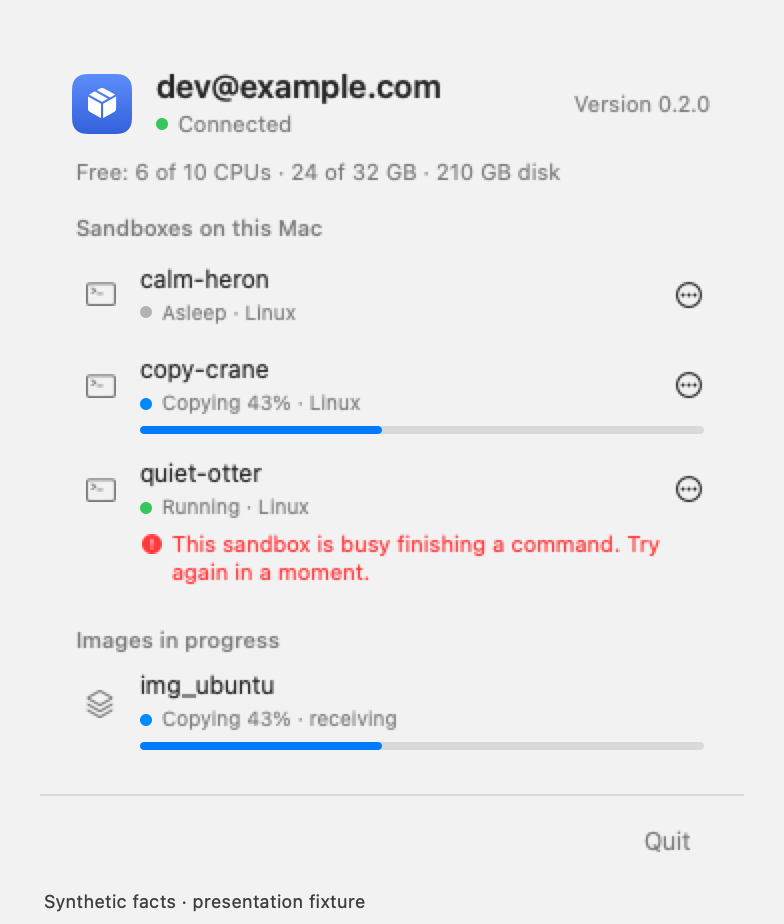 dev@example.com
Version 0.2.0
Connected
Free: 6 of 10 CPUs · 24 of 32 GB · 210 GB disk
Sandboxes on this Mac
calm-heron
Asleep · Linux
copy-crane
Copying 43% · Linux
quiet-otter
Running · Linux
This sandbox is busy finishing a command. Try
again in a moment.
Images in progress
img_ubuntu
Copying 43% · receiving
Quit
Synthetic facts · presentation fixture